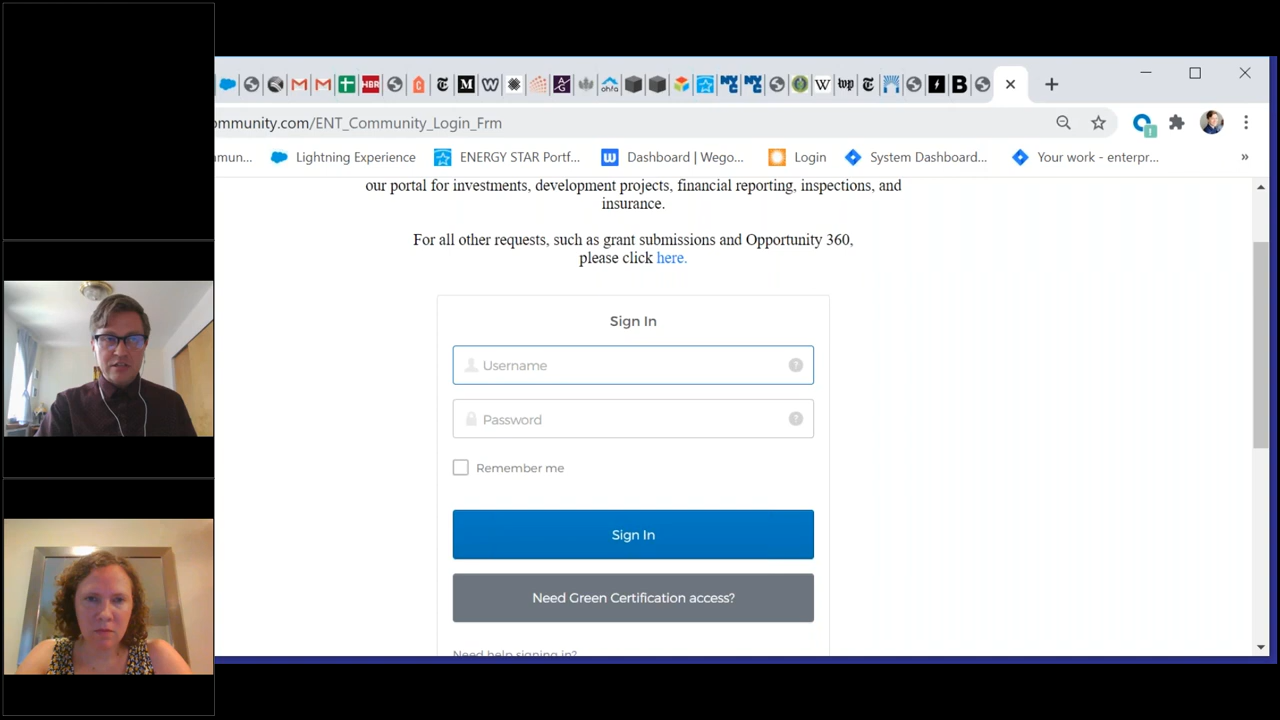 mmunity.com/ENT_Community_Login_Frm
mun...
Lightning Experience
ENERGY STAR Portf...
Dashboard | Wego...
Login
System Dashboard...
Your work - enterpr...
»
our portal for investments, development projects, financial reporting, inspections, and
insurance.
For all other requests, such as grant submissions and Opportunity 360,
please click here.
Sign In
Username
Password
Remember me
Sign In
Need Green Certification access?
Need help signing in?